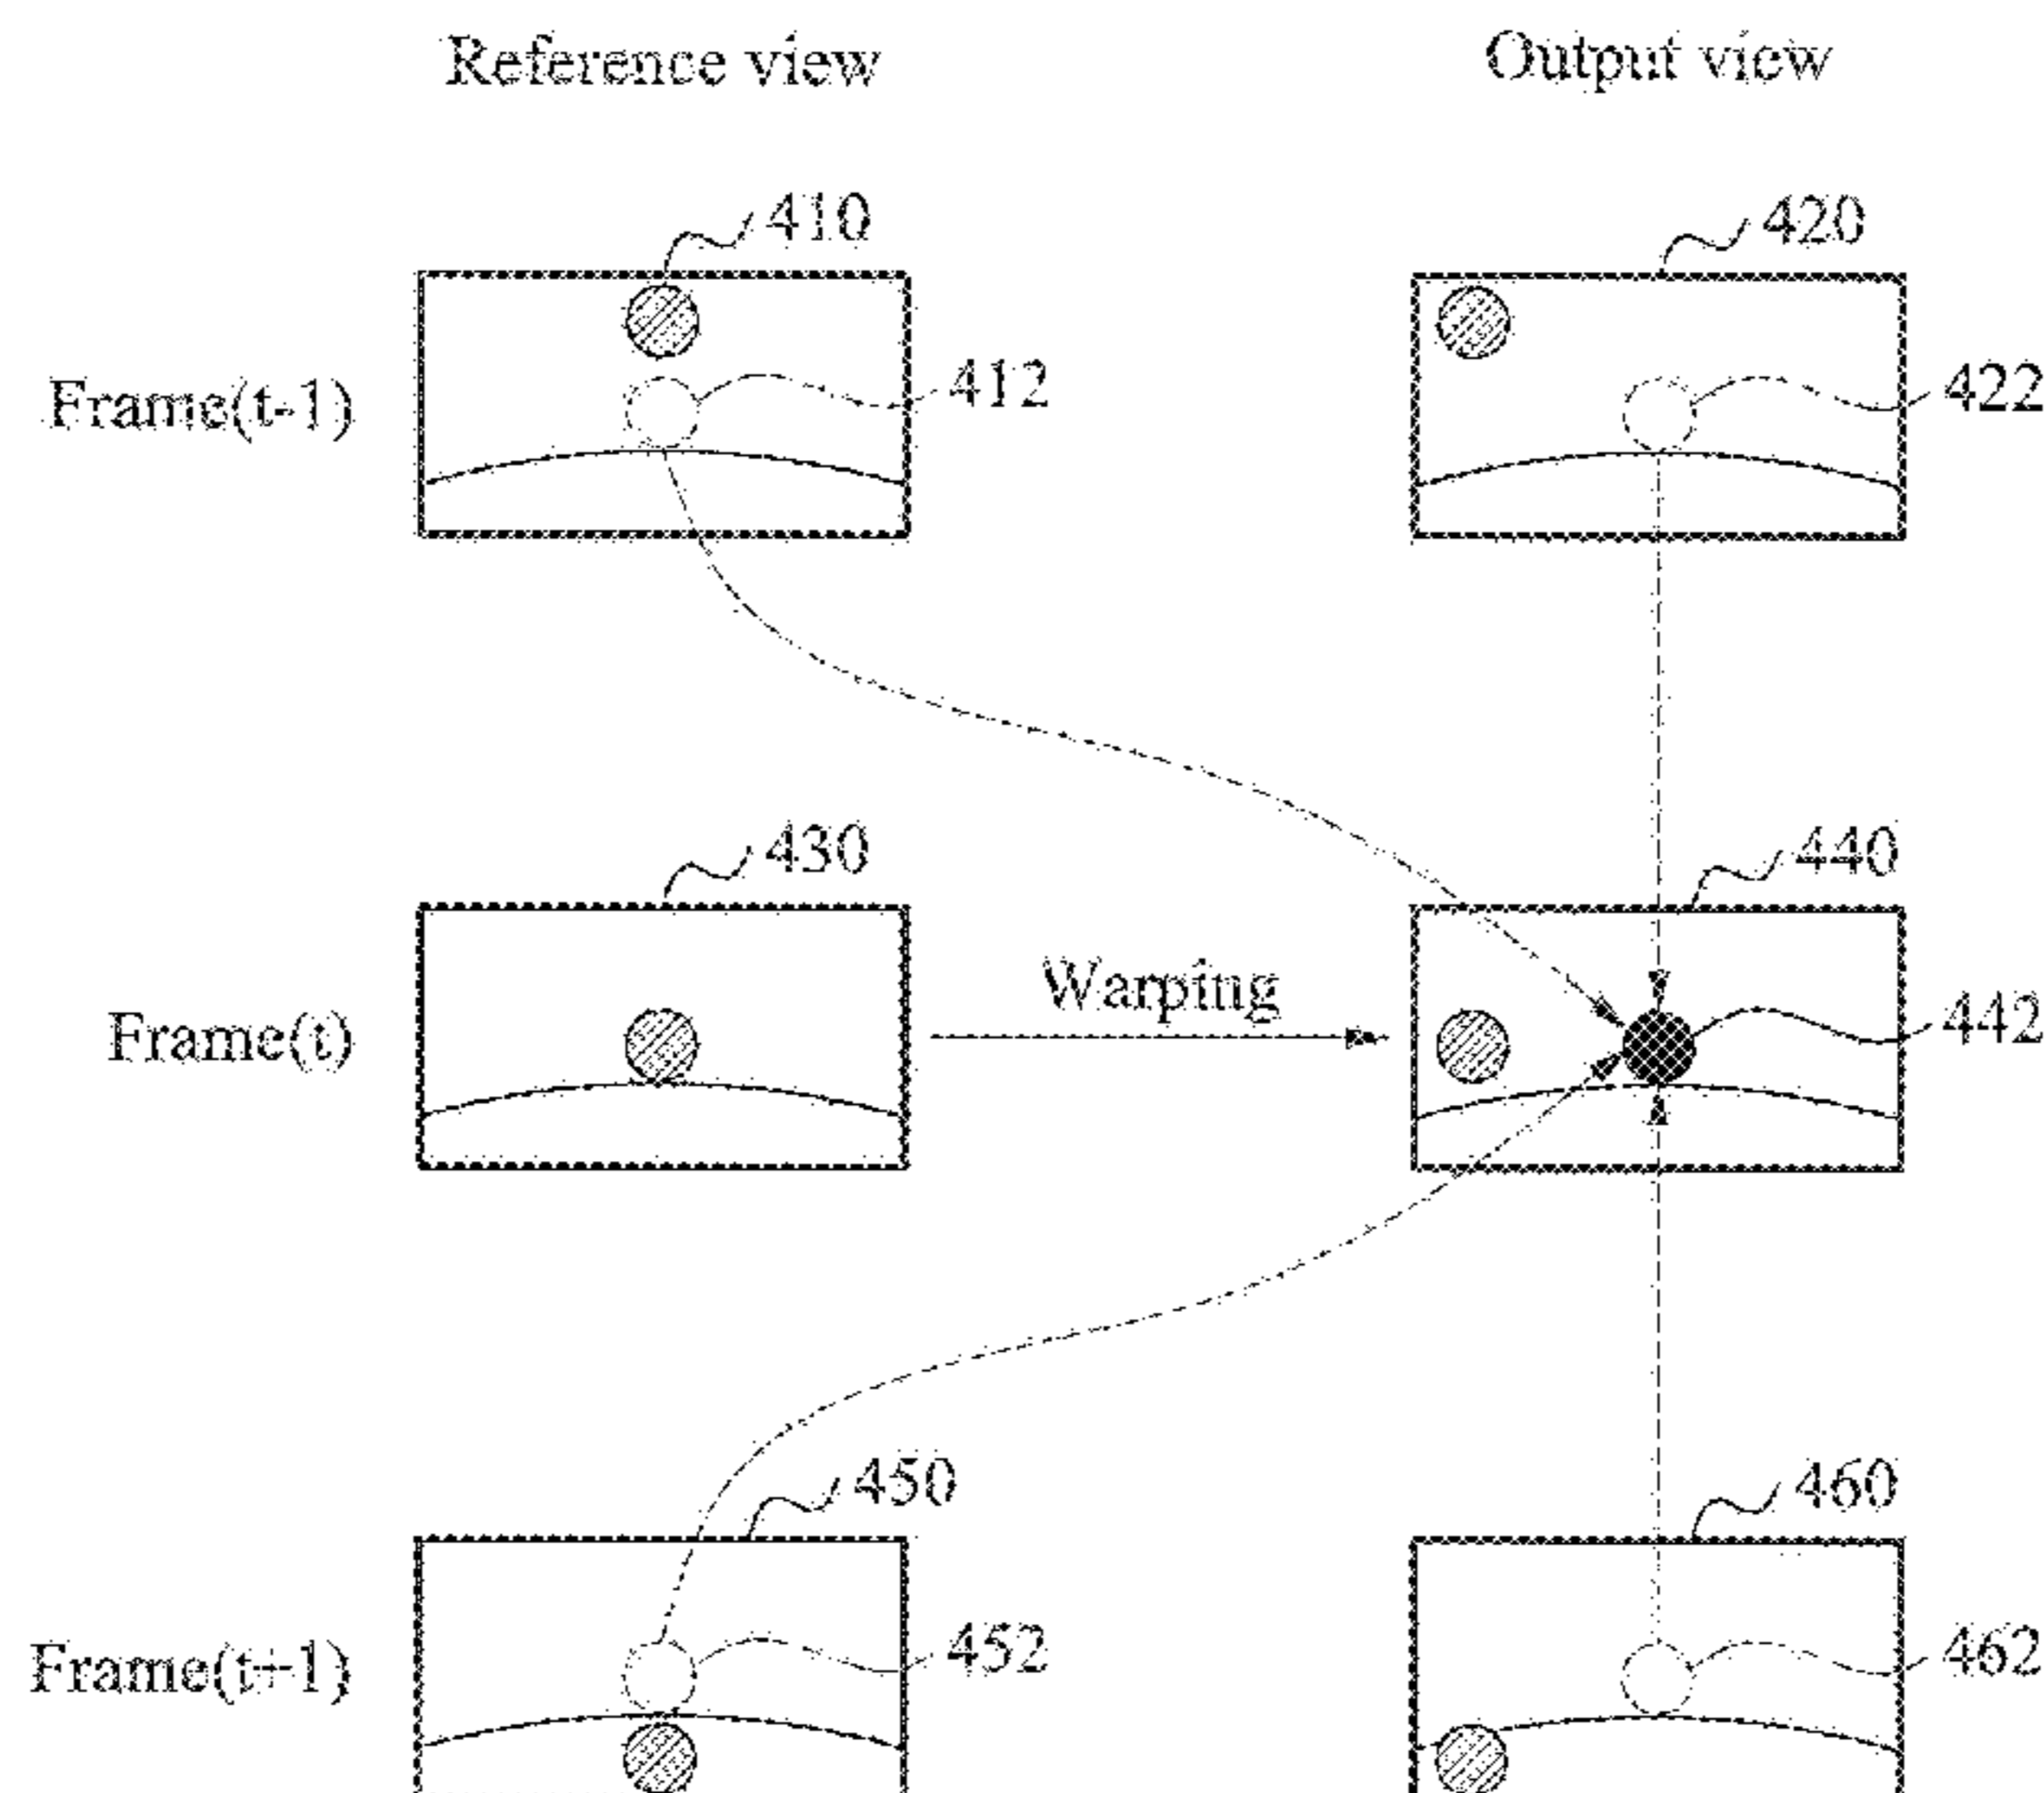 Reference view
Output view
410
420
Frame(t-1)
412
422
430
440
Frame(t)
Warping
442
450
460
Frame(t+1)
452
462